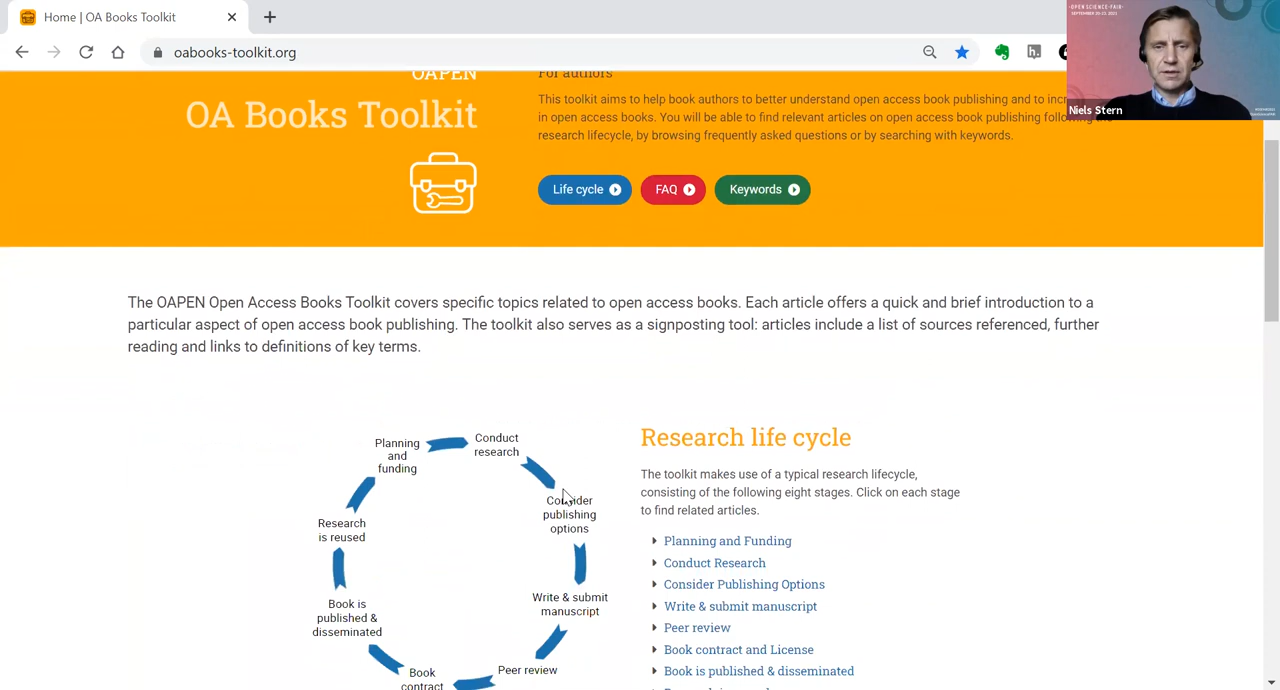 Home | OA Books Toolkit
oabooks-toolkit.org
OPEN SCIENCE FAIR
Niels Stern
OAPEN
OA Books Toolkit
For authors
This toolkit aims to help book authors to better understand open access book publishing and to inc
in open access books. You will be able to find relevant articles on open access book publishing following
research lifecycle, by browsing frequently asked questions or by searching with keywords.
Life cycle
FAQ
Keywords
The OAPEN Open Access Books Toolkit covers specific topics related to open access books. Each article offers a quick and brief introduction to a
particular aspect of open access book publishing. The toolkit also serves as a signposting tool: articles include a list of sources referenced, further
reading and links to definitions of key terms.
Planning
and
funding
Conduct
research
Consider
publishing
options
Write & submit
manuscript
Peer review
Book
contract
Book is
published &
disseminated
Research
is reused
Research life cycle
The toolkit makes use of a typical research lifecycle,
consisting of the following eight stages. Click on each stage
to find related articles.
Planning and Funding
Conduct Research
Consider Publishing Options
Write & submit manuscript
Peer review
Book contract and License
Book is published & disseminated